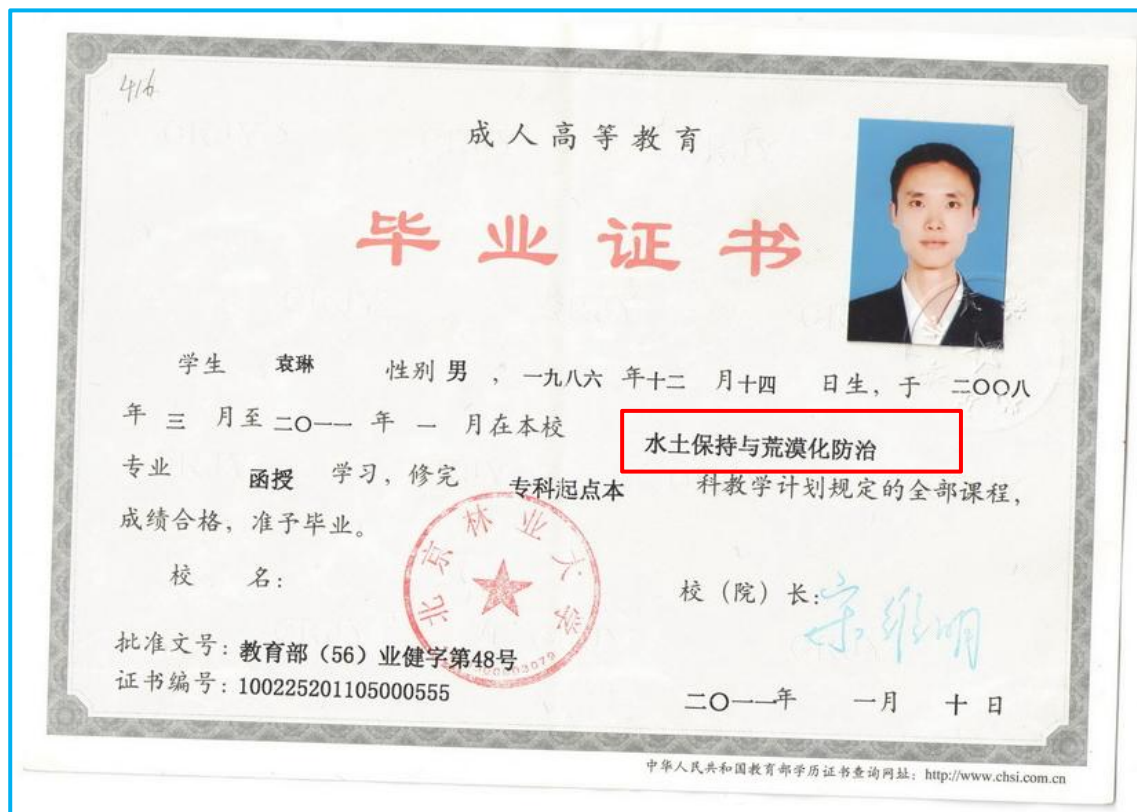 416
成人高等教育
毕业证书
学生 袁琳 性别 男 ，一九八六 年十二 月十四 日生，于 二〇〇八
年 三 月至 二〇一一 年 一 月在本校 水土保持与荒漠化防治
专业 函授 学习，修完 专科起点本 科教学计划规定的全部课程，
成绩合格，准予毕业。
北京林业大学
校 名： 校（院）长：宋维明
批准文号：教育部（56）业健字第48号
证书编号：100225201105000555
二〇一一年 一月 十 日
中华人民共和国教育部学历证书查询网址：http://www.chsi.com.cn